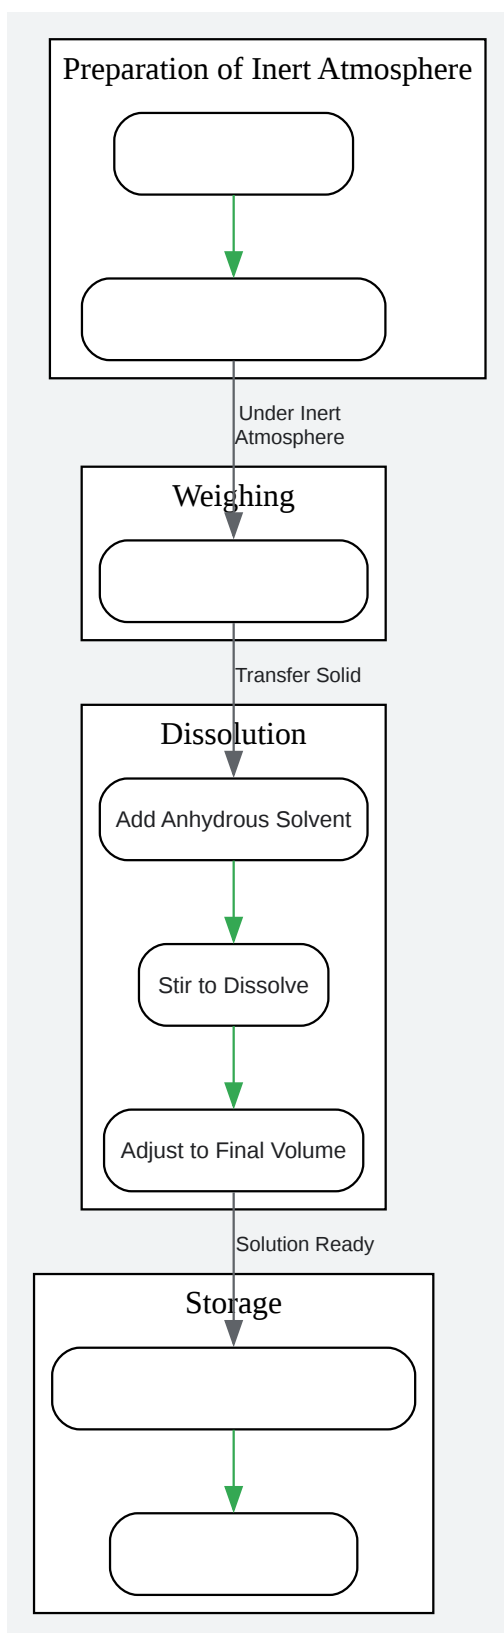 Preparation of Inert Atmosphere
Under Inert
Atmosphere
Weighing
Transfer Solid
Dissolution
Add Anhydrous Solvent
Stir to Dissolve
Adjust to Final Volume
Solution Ready
Storage